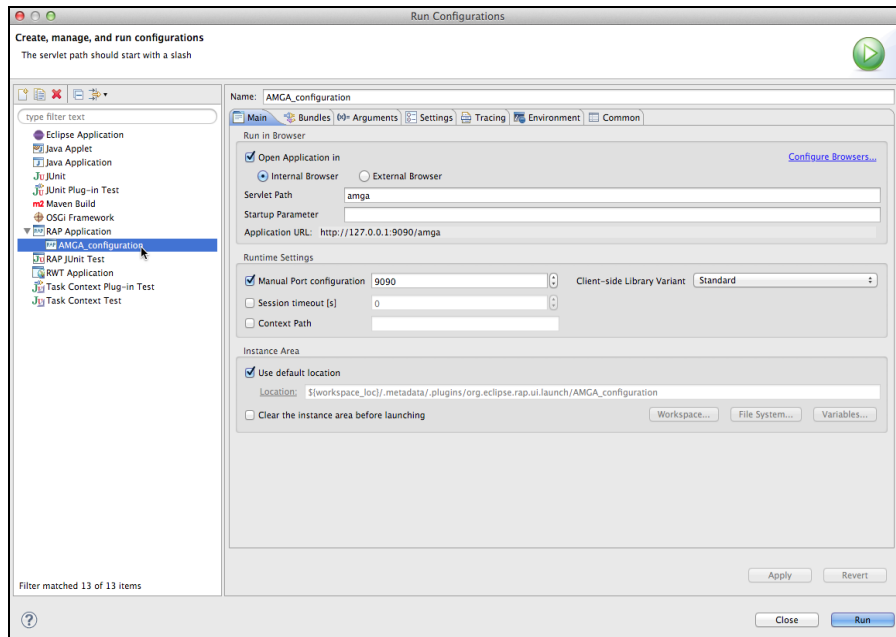 Run Configurations
Create, manage, and run configurations
The servlet path should start with a slash
type filter text
Eclipse Application
Java Applet
Java Application
JUnit
JUnit Plug-in Test
Maven Build
OSGi Framework
RAP Application
AMGA_configuration
RAP JUnit Test
RWT Application
Task Context Plug-in Test
Task Context Test
Filter matched 13 of 13 items
Name: AMGA_configuration
Main Bundles (x)= Arguments Settings Tracing Environment Common
Run in Browser
Open Application in Configure Browsers...
Internal Browser External Browser
Servlet Path amga
Startup Parameter
Application URL: http://127.0.0.1:9090/amga
Runtime Settings
Manual Port configuration 9090 Client-side Library Variant Standard
Session timeout [s] 0
Context Path
Instance Area
Use default location
Location: ${workspace_loc}/.metadata/.plugins/org.eclipse.rap.ui.launch/AMGA_configuration
Clear the instance area before launching Workspace... File System... Variables...
Apply Revert
? Close Run